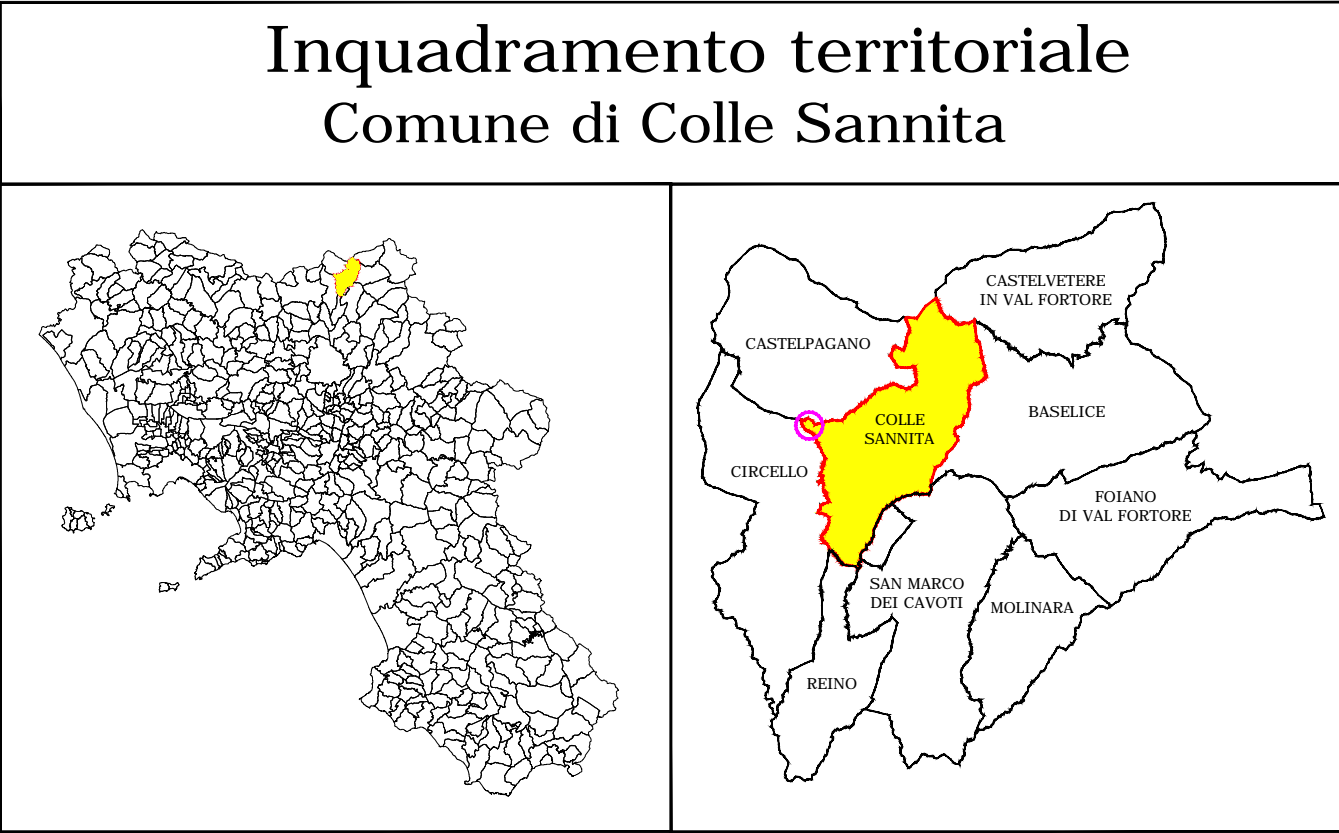 Inquadramento territoriale
Comune di Colle Sannita
CASTELVETERE
IN VAL FORTORE
CASTELPAGANO
BASELICE
COLLE
SANNITA
CIRCELLO
FOIANO
DI VAL FORTORE
SAN MARCO
DEI CAVOTI
MOLINARA
REINO